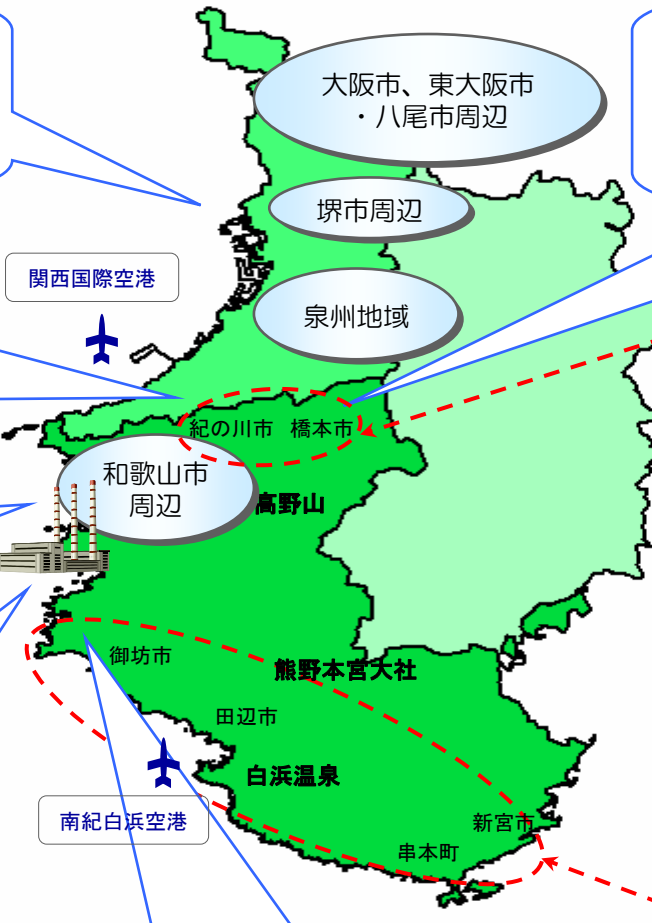 大阪市、東大阪市
・八尾市周辺
堺市周辺
関西国際空港
泉州地域
紀の川市 橋本市
和歌山市
周辺
高野山
御坊市
熊野本宮大社
田辺市
白浜温泉
南紀白浜空港
新宮市
串本町